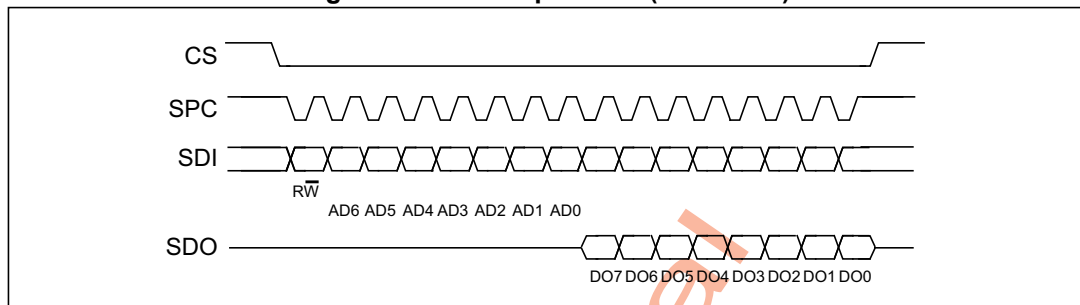 CS
SPC
SDI
RW
AD6 AD5 AD4 AD3 AD2 AD1 AD0
SDO
DO7 DO6 DO5 DO4 DO3 DO2 DO1 DO0